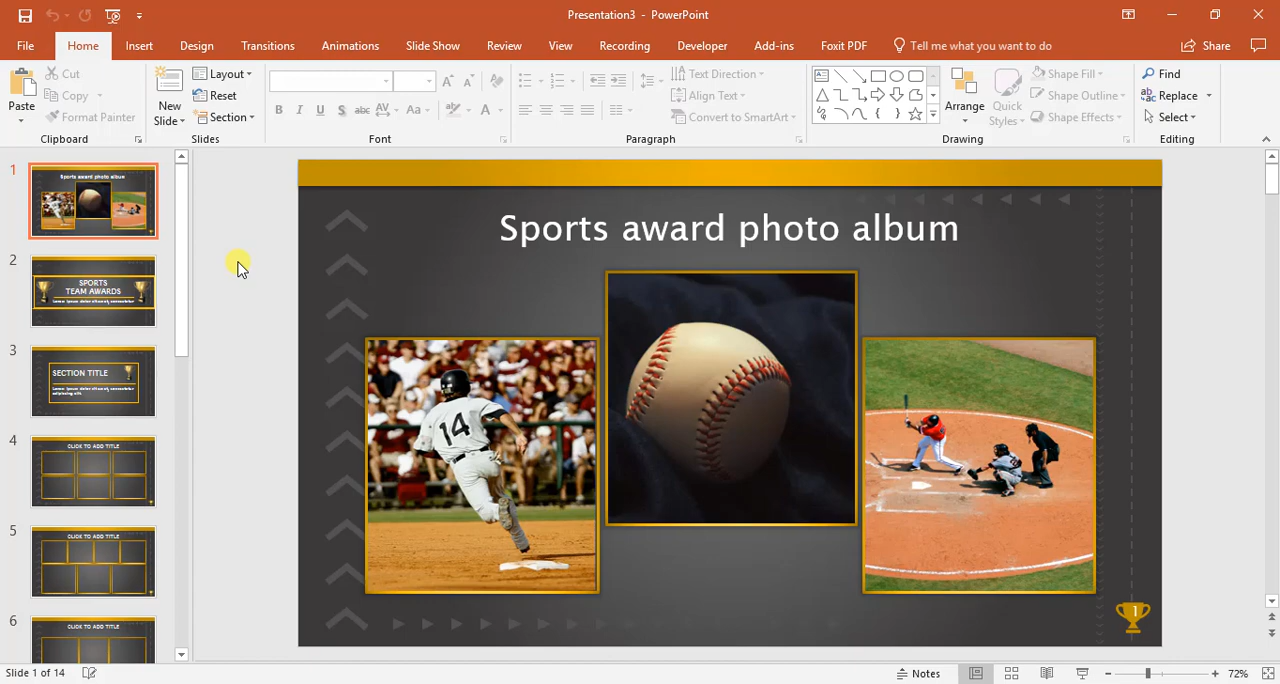 Presentation3 - PowerPoint
File Home Insert Design Transitions Animations Slide Show Review View Recording Developer Add-ins Foxit PDF Tell me what you want to do Share
Paste
Cut
Copy
Format Painter
Clipboard
New Slide
Layout
Reset
Section
Slides
B I U S abc AV Aa A
Font
Text Direction
Align Text
Convert to SmartArt
Paragraph
Arrange
Quick Styles
Shape Fill
Shape Outline
Shape Effects
Drawing
Find
Replace
Select
Editing
1
Sports award photo album
2
SPORTS
TEAM AWARDS
3
SECTION TITLE
4
CLICK TO ADD TITLE
5
CLICK TO ADD TITLE
6
CLICK TO ADD TITLE
Sports award photo album
14
1
Slide 1 of 14
Notes
72%